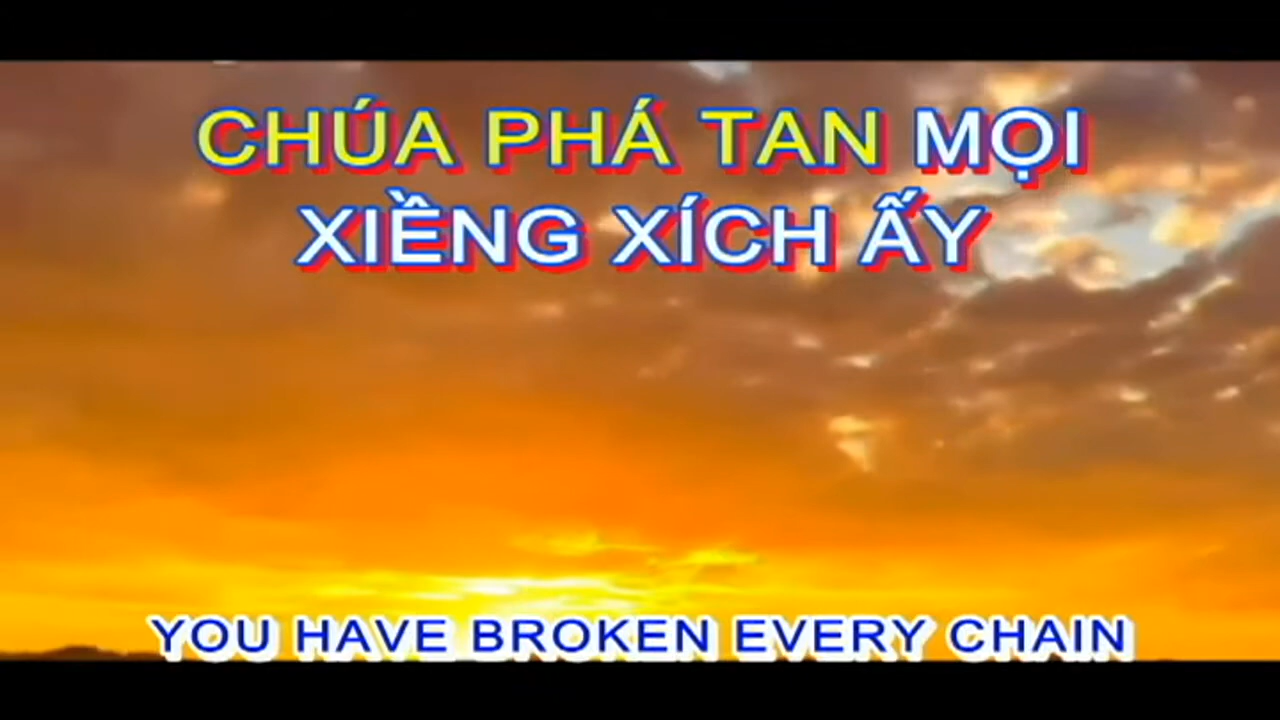 CHÚA PHÁ TAN MỌI
XIỀNG XÍCH ẤY
YOU HAVE BROKEN EVERY CHAIN